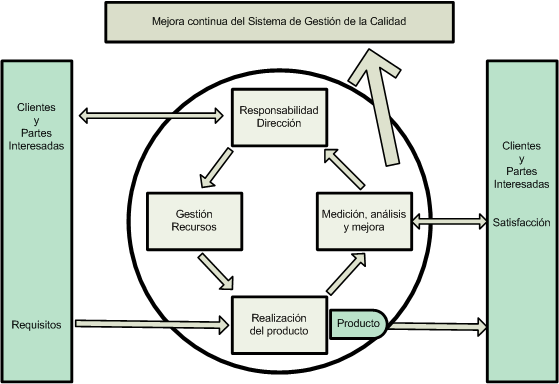 Mejora continua del Sistema de Gestión de la Calidad
Clientes
y
Partes
Interesadas
Requisitos
Responsabilidad
Dirección
Gestión
Recursos
Medición, análisis
y mejora
Realización
del producto
Producto
Clientes
y
Partes
Interesadas
Satisfacción